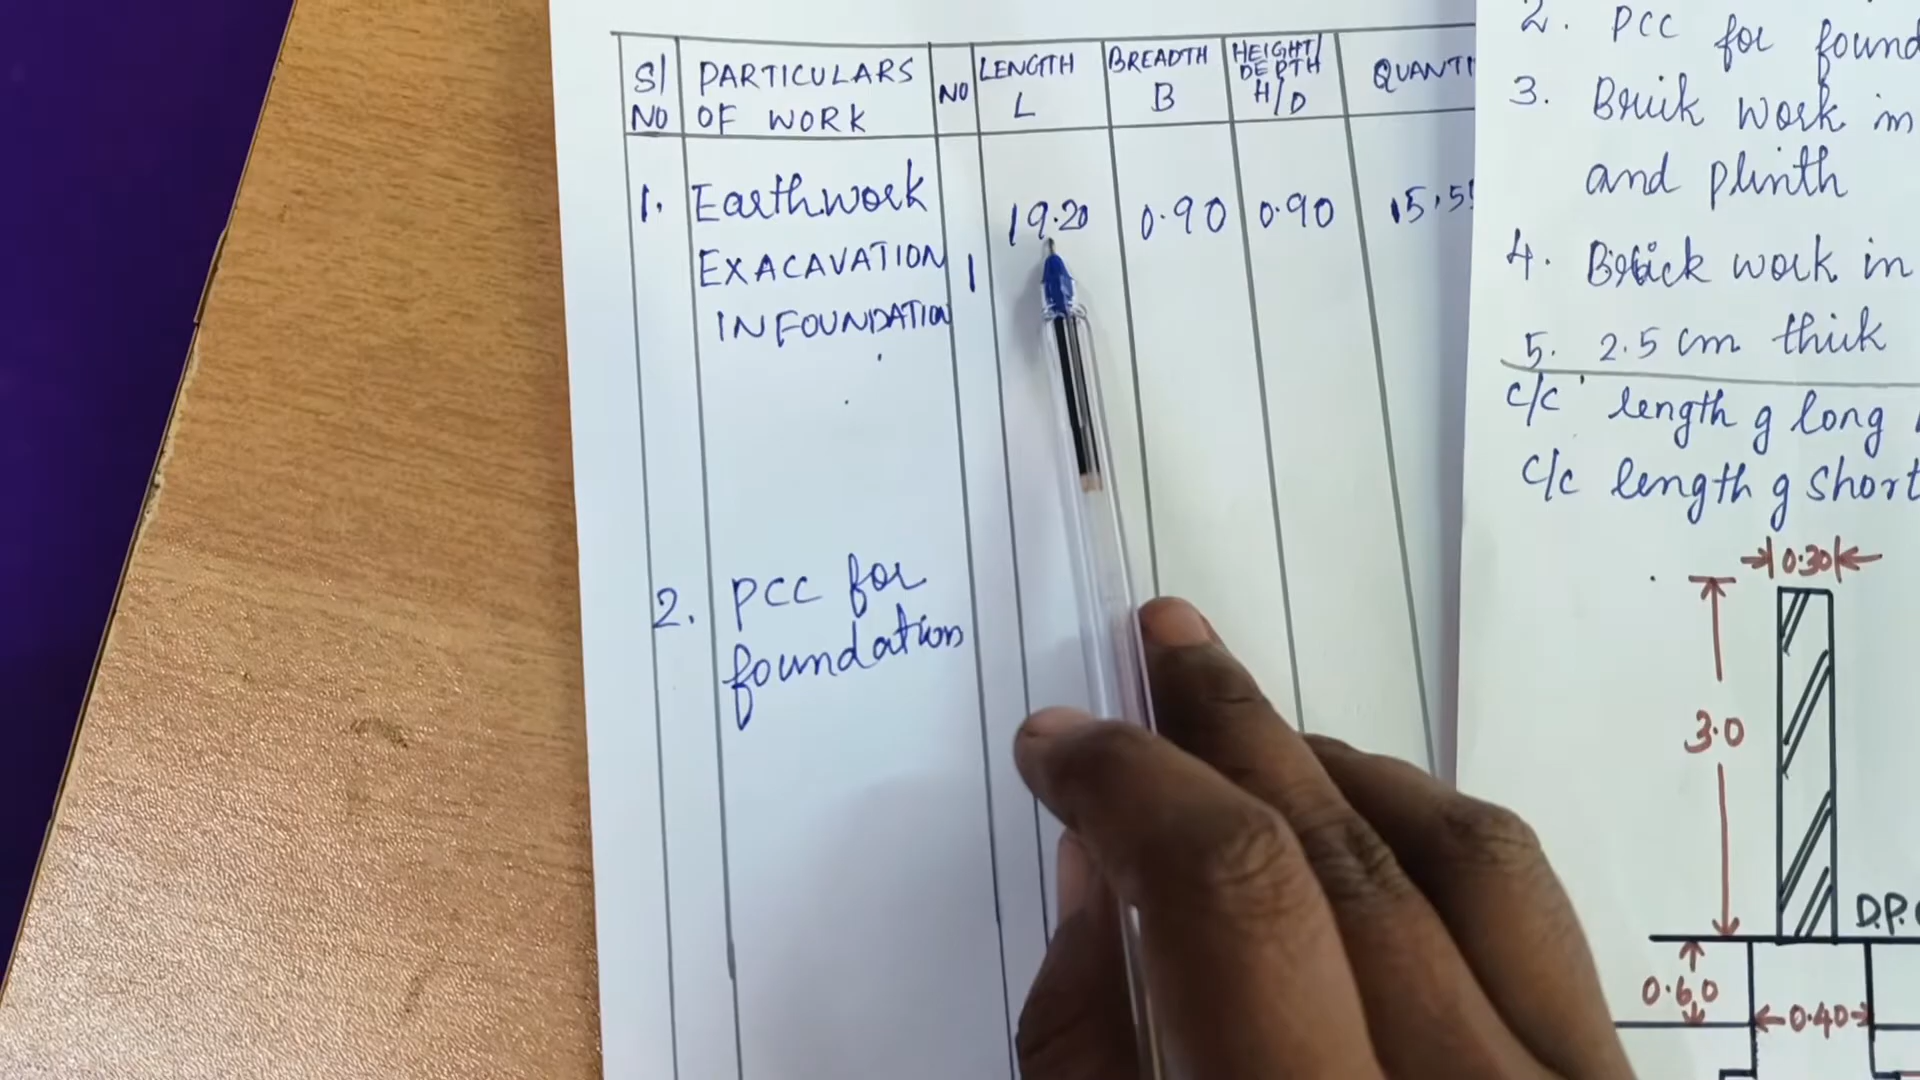 Sl NO PARTICULARS OF WORK NO LENGTH L BREADTH B HEIGHT/DEPTH H/D QUANTI
1. Earthwork EXACAVATION IN FOUNDATION 1 19.20 0.90 0.90 15.55
2. PCC for foundation
2. PCC for found
3. Brick work in
and plinth
4. Brick work in
5. 2.5 cm thick
c/c length g long
c/c length g short
0.30
3.0
D.P.
0.60
0.40